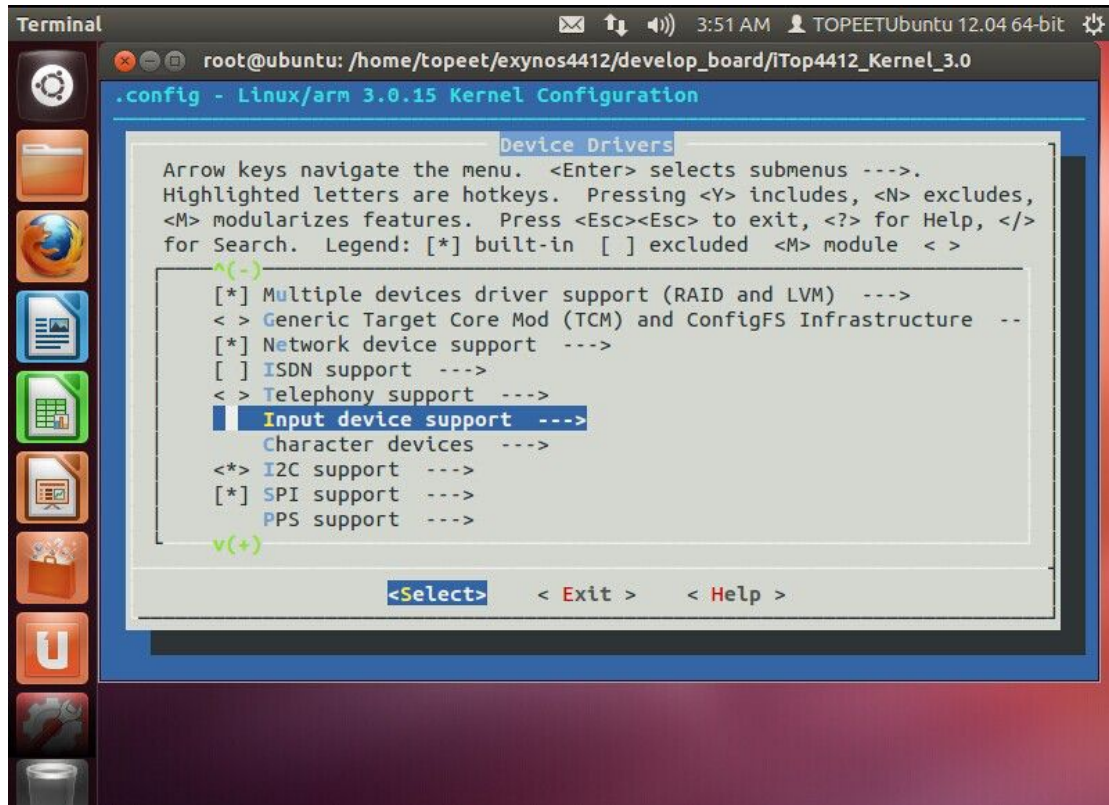 Terminal
3:51 AM TOPEETUbuntu 12.04 64-bit
root@ubuntu: /home/topeet/exynos4412/develop_board/iTop4412_Kernel_3.0
.config - Linux/arm 3.0.15 Kernel Configuration
Device Drivers
Arrow keys navigate the menu.  <Enter> selects submenus --->.
Highlighted letters are hotkeys.  Pressing <Y> includes, <N> excludes,
<M> modularizes features.  Press <Esc><Esc> to exit, <?> for Help, </>
for Search.  Legend: [*] built-in  [ ] excluded  <M> module  < >
^(-)
[*] Multiple devices driver support (RAID and LVM)  --->
< > Generic Target Core Mod (TCM) and ConfigFS Infrastructure  --
[*] Network device support  --->
[ ] ISDN support  --->
< > Telephony support  --->
Input device support  --->
Character devices  --->
<*> I2C support  --->
[*] SPI support  --->
PPS support  --->
v(+)
<Select>    < Exit >    < Help >